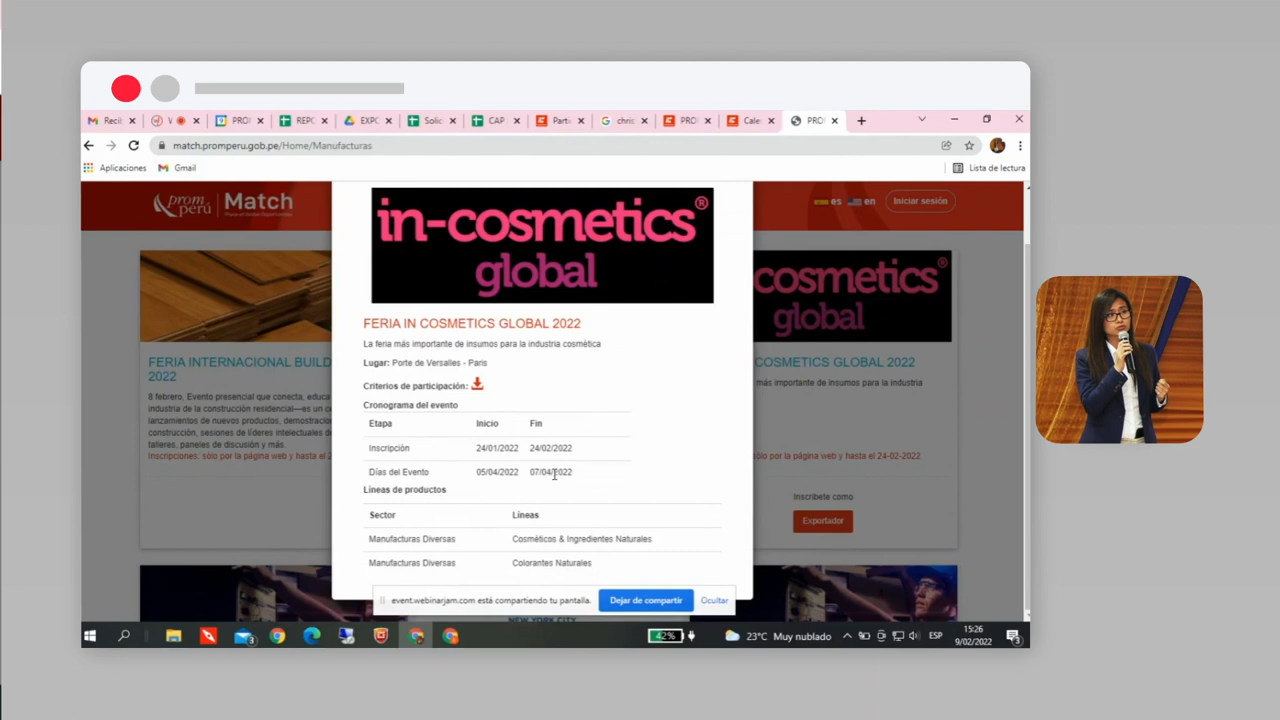 Recil
REPC
EXPC
Solic
CAP
Parti
chris
PRO
Cale
match.promperu.gob.pe/Home/Manufacturas
Aplicaciones
Gmail
Lista de lectura
prom perú
Match
es
en
Iniciar sesión
in-cosmetics®
global
cosmetics®
global
FERIA IN COSMETICS GLOBAL 2022
La feria más importante de insumos para la industria cosmética
Lugar: Porte de Versalles - Paris
Criterios de participación:
Cronograma del evento
Etapa Inicio Fin
Inscripción 24/01/2022 24/02/2022
Días del Evento 05/04/2022 07/04/2022
Líneas de productos
Sector Líneas
Manufacturas Diversas Cosméticos & Ingredientes Naturales
Manufacturas Diversas Colorantes Naturales
FERIA INTERNACIONAL BUILD
2022
8 febrero, Evento presencial que conecta, educa
industria de la construcción residencial—es un ce
lanzamientos de nuevos productos, demostracion
construcción, sesiones de líderes intelectuales d
talleres, paneles de discusión y más.
Inscripciones: sólo por la página web y hasta el 2
COSMETICS GLOBAL 2022
más importante de insumos para la industria
sólo por la página web y hasta el 24-02-2022
Inscribete como
Exportador
event.webinarjam.com está compartiendo tu pantalla.
Dejar de compartir
Ocultar
NEW YORK CITY
42%
23°C Muy nublado
ESP
15:26
9/02/2022